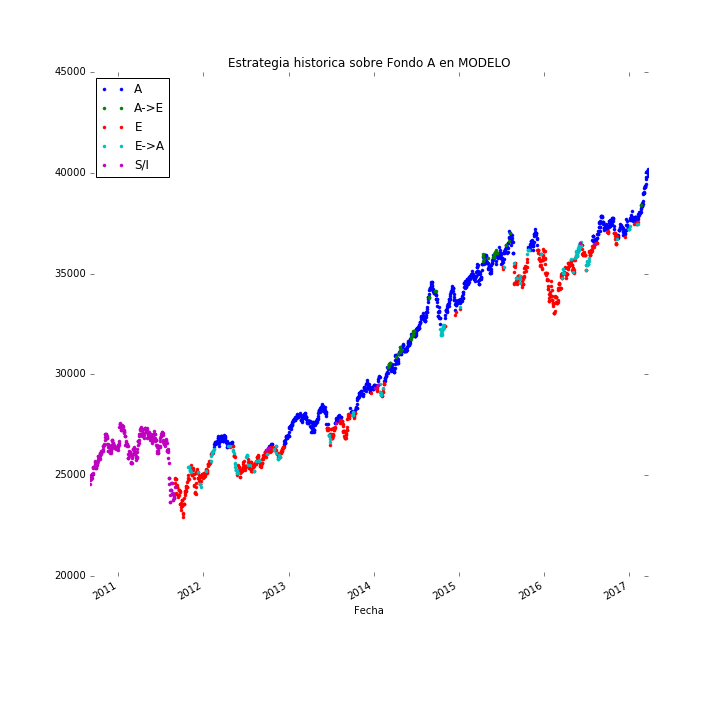 Estrategia historica sobre Fondo A en MODELO
45000
40000
35000
30000
25000
20000
A
A->E
E
E->A
S/I
2011
2012
2013
2014
2015
2016
2017
Fecha